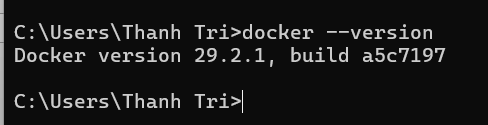 C:\Users\Thanh Tri>docker --version
Docker version 29.2.1, build a5c7197
C:\Users\Thanh Tri>